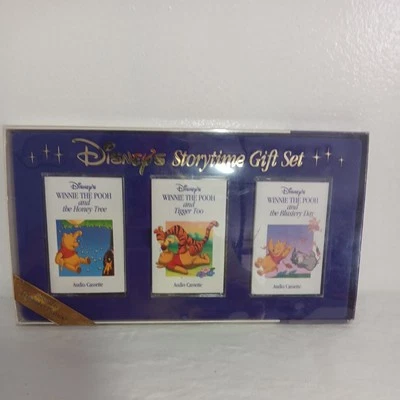 Disney's Storytime Gift Set
Disney's
WINNIE THE POOH
and
the Honey Tree
Audio Cassette
Disney's
WINNIE THE POOH
and
Tigger Too
Audio Cassette
Disney's
WINNIE THE POOH
and
the Blustery Day
Audio Cassette